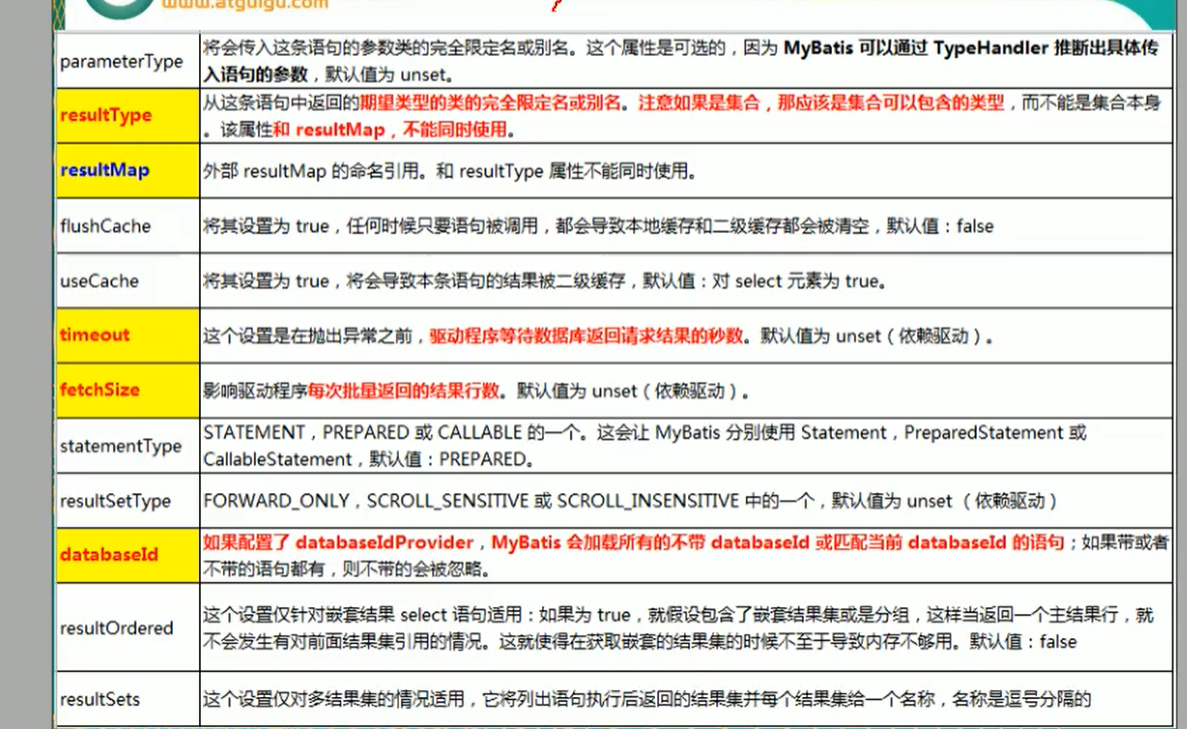 www.atguigu.com
parameterType
将会传入这条语句的参数类的完全限定名或别名。这个属性是可选的，因为 MyBatis 可以通过 TypeHandler 推断出具体传
入语句的参数，默认值为 unset。
resultType
从这条语句中返回的期望类型的类的完全限定名或别名。注意如果是集合，那应该是集合可以包含的类型，而不能是集合本身
。该属性和 resultMap，不能同时使用。
resultMap
外部 resultMap 的命名引用。和 resultType 属性不能同时使用。
flushCache
将其设置为 true，任何时候只要语句被调用，都会导致本地缓存和二级缓存都会被清空，默认值：false
useCache
将其设置为 true，将会导致本条语句的结果被二级缓存，默认值：对 select 元素为 true。
timeout
这个设置是在抛出异常之前，驱动程序等待数据库返回请求结果的秒数。默认值为 unset（依赖驱动）。
fetchSize
影响驱动程序每次批量返回的结果行数。默认值为 unset（依赖驱动）。
statementType
STATEMENT，PREPARED 或 CALLABLE 的一个。这会让 MyBatis 分别使用 Statement，PreparedStatement 或
CallableStatement，默认值：PREPARED。
resultSetType
FORWARD_ONLY，SCROLL_SENSITIVE 或 SCROLL_INSENSITIVE 中的一个，默认值为 unset （依赖驱动）
databaseId
如果配置了 databaseIdProvider，MyBatis 会加载所有的不带 databaseId 或匹配当前 databaseId 的语句；如果带或者
不带的语句都有，则不带的会被忽略。
resultOrdered
这个设置仅针对嵌套结果 select 语句适用：如果为 true，就假设包含了嵌套结果集或是分组，这样当返回一个主结果行，就
不会发生有对前面结果集引用的情况。这就使得在获取嵌套的结果集的时候不至于导致内存不够用。默认值：false
resultSets
这个设置仅对多结果集的情况适用，它将列出语句执行后返回的结果集并每个结果集给一个名称，名称是逗号分隔的